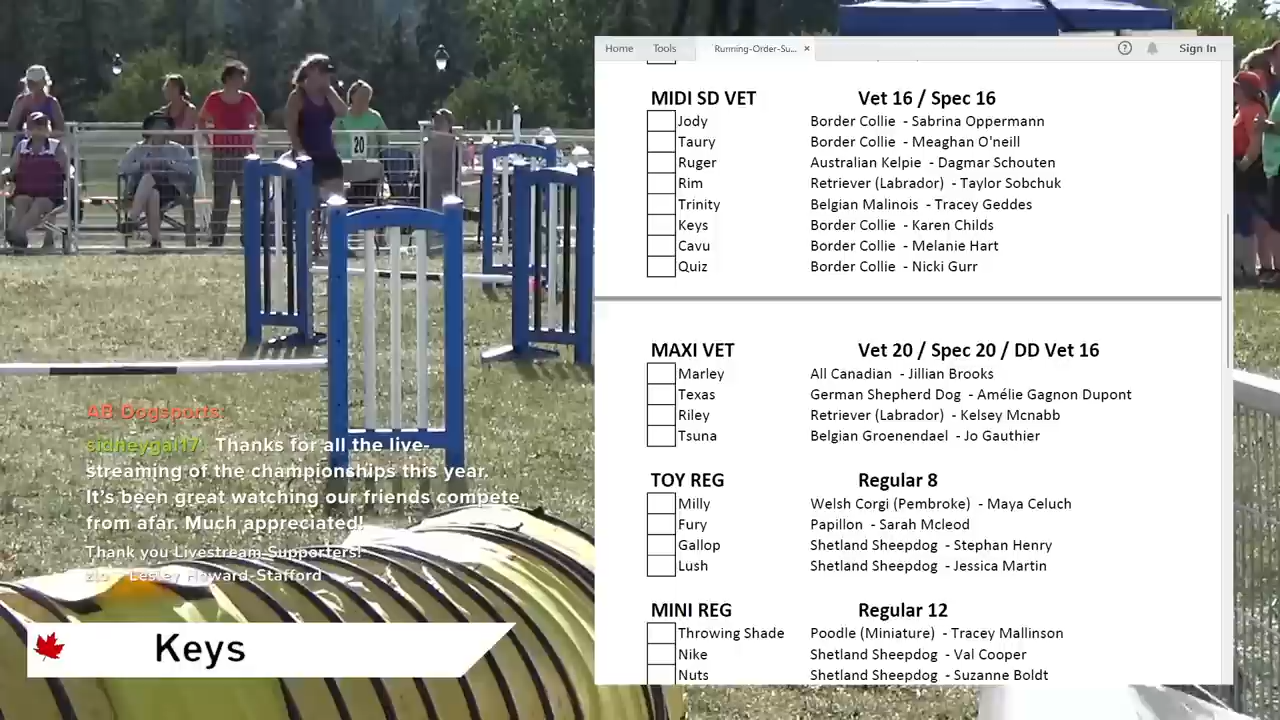 20
AB Dogsports:
sidneygal17: Thanks for all the live-
streaming of the championships this year.
It's been great watching our friends compete
from afar. Much appreciated!
Thank you Livestream Supporters!
Lesley Howard-Stafford
Keys
Home Tools Running-Order-Su... × ? Sign In
MIDI SD VET Vet 16 / Spec 16
Jody Border Collie - Sabrina Oppermann
Taury Border Collie - Meaghan O'neill
Ruger Australian Kelpie - Dagmar Schouten
Rim Retriever (Labrador) - Taylor Sobchuk
Trinity Belgian Malinois - Tracey Geddes
Keys Border Collie - Karen Childs
Cavu Border Collie - Melanie Hart
Quiz Border Collie - Nicki Gurr
MAXI VET Vet 20 / Spec 20 / DD Vet 16
Marley All Canadian - Jillian Brooks
Texas German Shepherd Dog - Amélie Gagnon Dupont
Riley Retriever (Labrador) - Kelsey Mcnabb
Tsuna Belgian Groenendael - Jo Gauthier
TOY REG Regular 8
Milly Welsh Corgi (Pembroke) - Maya Celuch
Fury Papillon - Sarah Mcleod
Gallop Shetland Sheepdog - Stephan Henry
Lush Shetland Sheepdog - Jessica Martin
MINI REG Regular 12
Throwing Shade Poodle (Miniature) - Tracey Mallinson
Nike Shetland Sheepdog - Val Cooper
Nuts Shetland Sheepdog - Suzanne Boldt